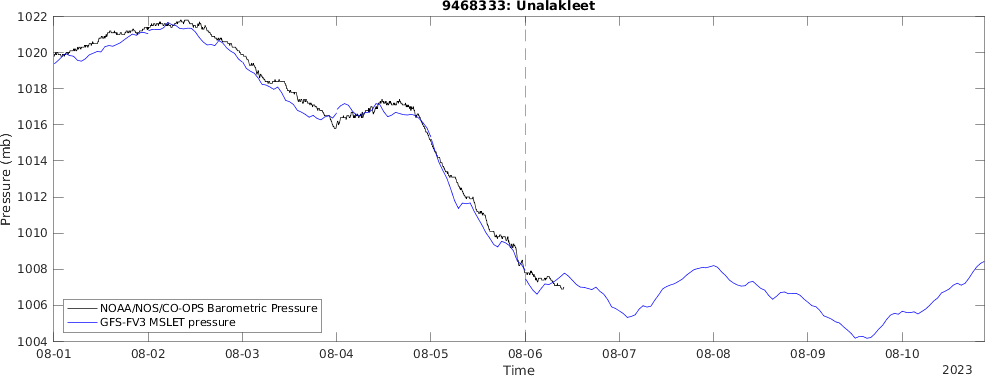 9468333: Unalakleet
Pressure (mb)
1022
1020
1018
1016
1014
1012
1010
1008
1006
1004
NOAA/NOS/CO-OPS Barometric Pressure
GFS-FV3 MSLET pressure
08-01 08-02 08-03 08-04 08-05 08-06 08-07 08-08 08-09 08-10
Time
2023